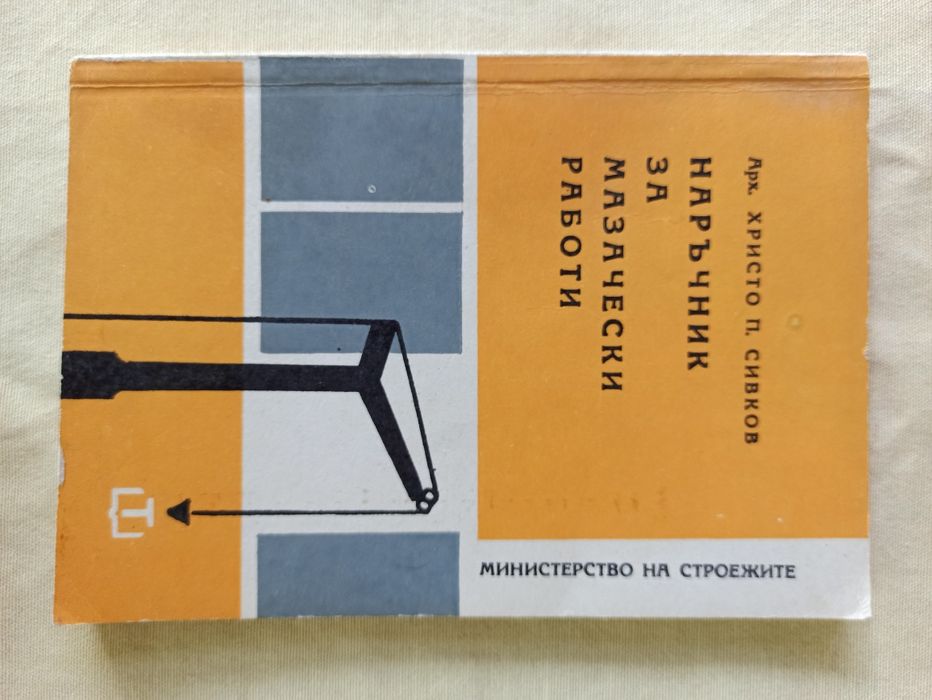 Арх. ХРИСТО П. СИВКОВ
НАРЪЧНИК
ЗА
МАЗАЧЕСКИ
РАБОТИ
МИНИСТЕРСТВО НА СТРОЕЖИТЕ
Т